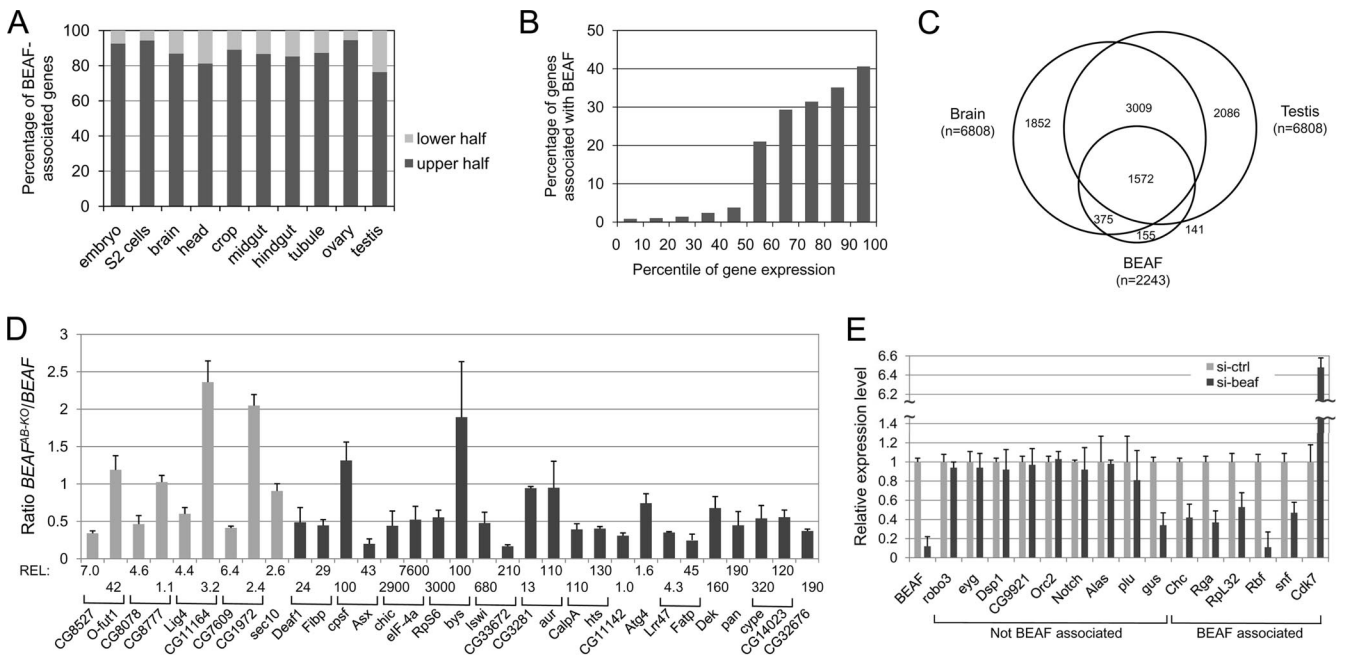 A
Percentage of BEAF-
associated genes
100
80
60
40
20
0
embryo
S2 cells
brain
head
crop
midgut
hindgut
tubule
ovary
testis
lower half
upper half
B
Percentage of genes
associated with BEAF
50
40
30
20
10
0
0 10 20 30 40 50 60 70 80 90 100
Percentile of gene expression
C
Brain
(n=6808)
Testis
(n=6808)
1852
3009
2086
1572
375
155
141
BEAF
(n=2243)
D
Ratio BEAF^AB-KO/BEAF
3
2.5
2
1.5
1
0.5
0
REL: 7.0 4.6 4.4 6.4 2.6 29 43 7600 100 210 110 130 1.6 45 190 120
42 1.1 3.2 2.4 24 100 2900 3000 680 13 110 1.0 4.3 160 320 190
CG8527
O-fut1
CG8078
CG8777
Lig4
CG11164
CG7609
CG1972
sec10
Deaf1
Fibp
cpsf
Asx
chic
eIF-4a
RpS6
bys
Iswi
CG33672
CG3281
aur
CalpA
hts
CG11142
Atg4
Lrr47
Fatp
Dek
pan
cype
CG14023
CG32676
E
Relative expression level
6.6
6.4
6.2
1.4
1.2
1
0.8
0.6
0.4
0.2
0
si-ctrl
si-beaf
BEAF
robo3
eyg
Dsp1
CG9921
Orc2
Notch
Alas
plu
gus
Chc
Rga
RpL32
Rbf
snf
Cdk7
Not BEAF associated
BEAF associated